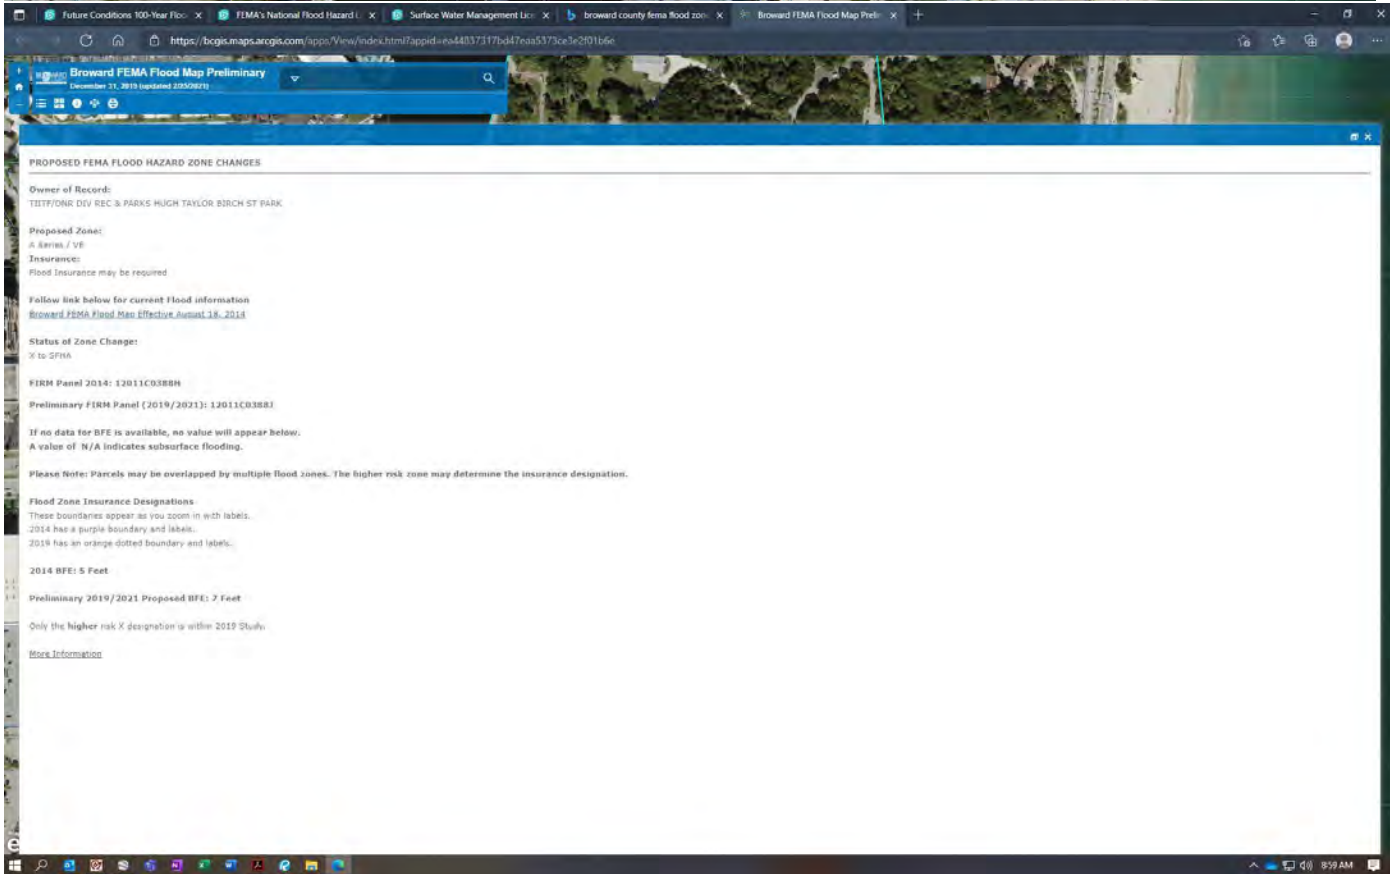 Future Conditions 100-Year Floo
FEMA's National Flood Hazard L
Surface Water Management Lice
broward county fema flood zon
Broward FEMA Flood Map Prelim
https://bcgis.maps.arcgis.com/apps/View/index.html?appid=ea44837317bd47eaa5373ce3e2f01b6e
Broward FEMA Flood Map Preliminary
December 31, 2019 (updated 2/25/2021)
PROPOSED FEMA FLOOD HAZARD ZONE CHANGES
Owner of Record:
TIITF/DNR DIV REC & PARKS HUGH TAYLOR BIRCH ST PARK
Proposed Zone:
A Series / VE
Insurance:
Flood Insurance may be required
Follow link below for current Flood information
Broward FEMA Flood Map Effective August 18, 2014
Status of Zone Change:
X to SFHA
FIRM Panel 2014: 12011C0388H
Preliminary FIRM Panel (2019/2021): 12011C0388J
If no data for BFE is available, no value will appear below.
A value of N/A indicates subsurface flooding.
Please Note: Parcels may be overlapped by multiple flood zones. The higher risk zone may determine the insurance designation.
Flood Zone Insurance Designations
These boundaries appear as you zoom in with labels.
2014 has a purple boundary and labels.
2019 has an orange dotted boundary and labels.
2014 BFE: 5 Feet
Preliminary 2019/2021 Proposed BFE: 7 Feet
Only the higher risk X designation is within 2019 Study.
More Information
8:59 AM